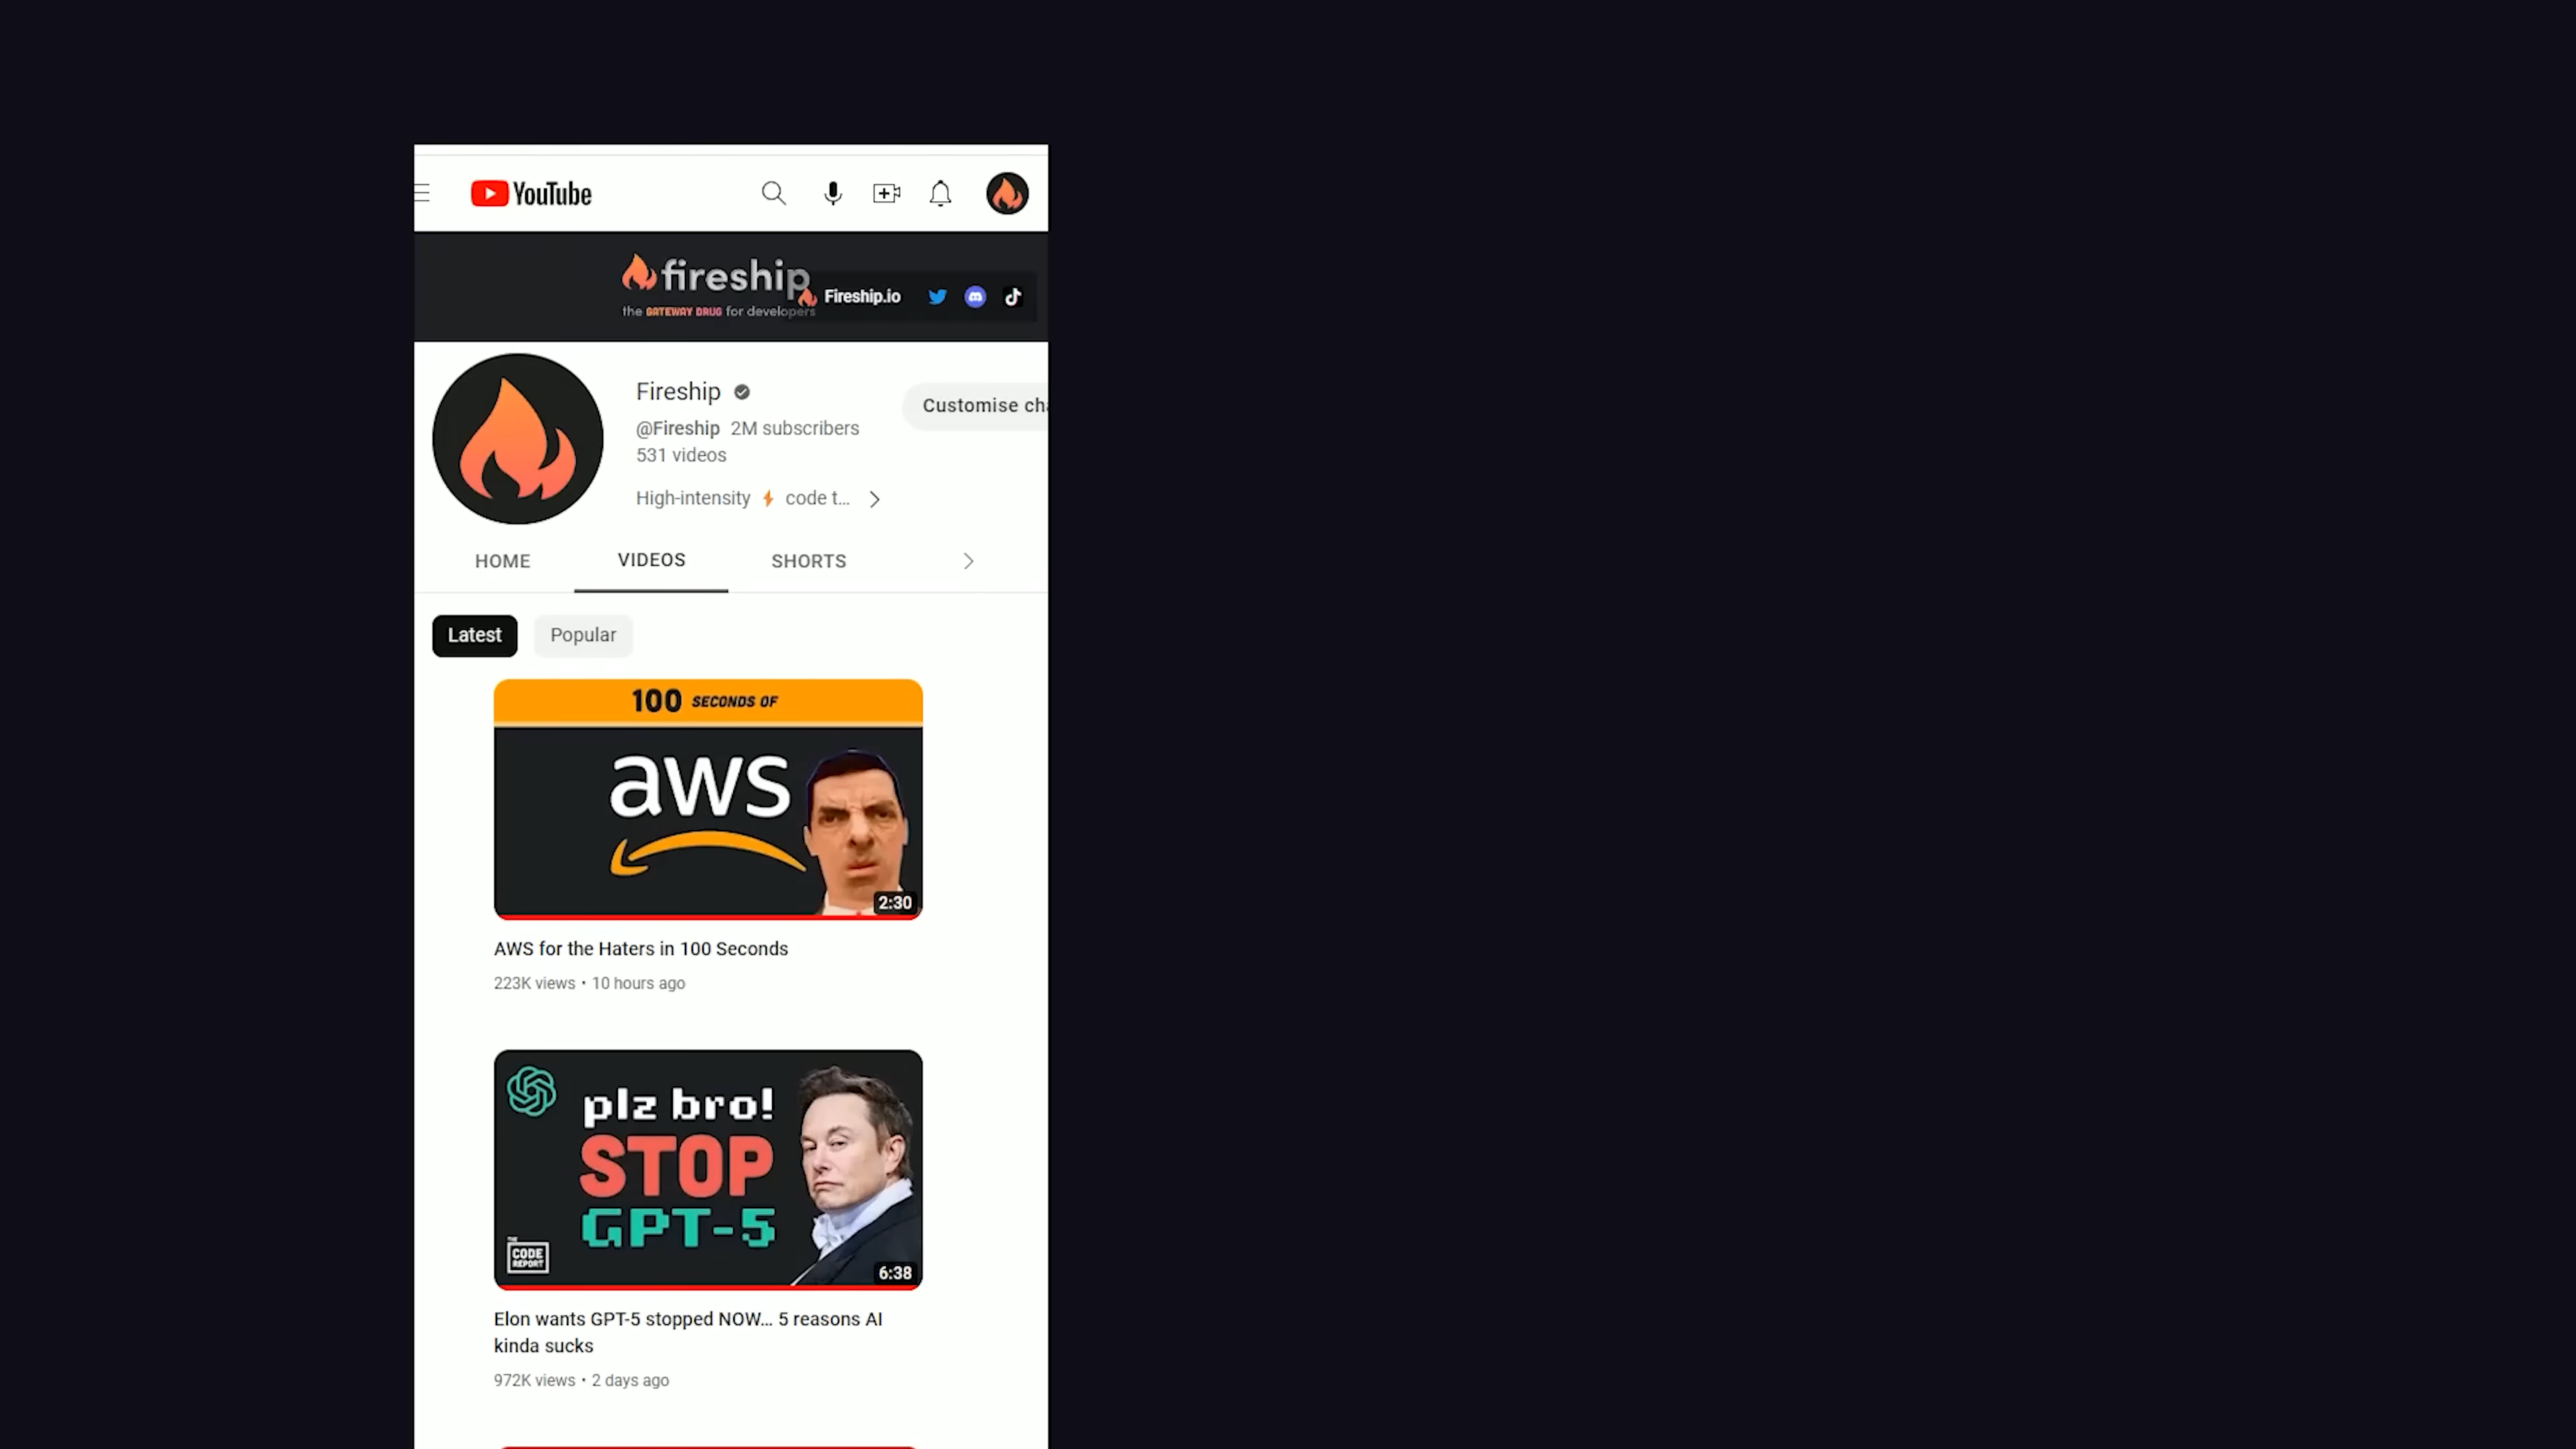 YouTube
fireship
the GATEWAY DRUG for developers
Fireship.io
Fireship
@Fireship 2M subscribers
531 videos
Customise cha
High-intensity ⚡ code t...
HOME VIDEOS SHORTS
Latest Popular
100 SECONDS OF
aws
2:30
AWS for the Haters in 100 Seconds
223K views • 10 hours ago
plz bro!
STOP
GPT-5
THE
CODE
REPORT
6:38
Elon wants GPT-5 stopped NOW... 5 reasons AI
kinda sucks
972K views • 2 days ago